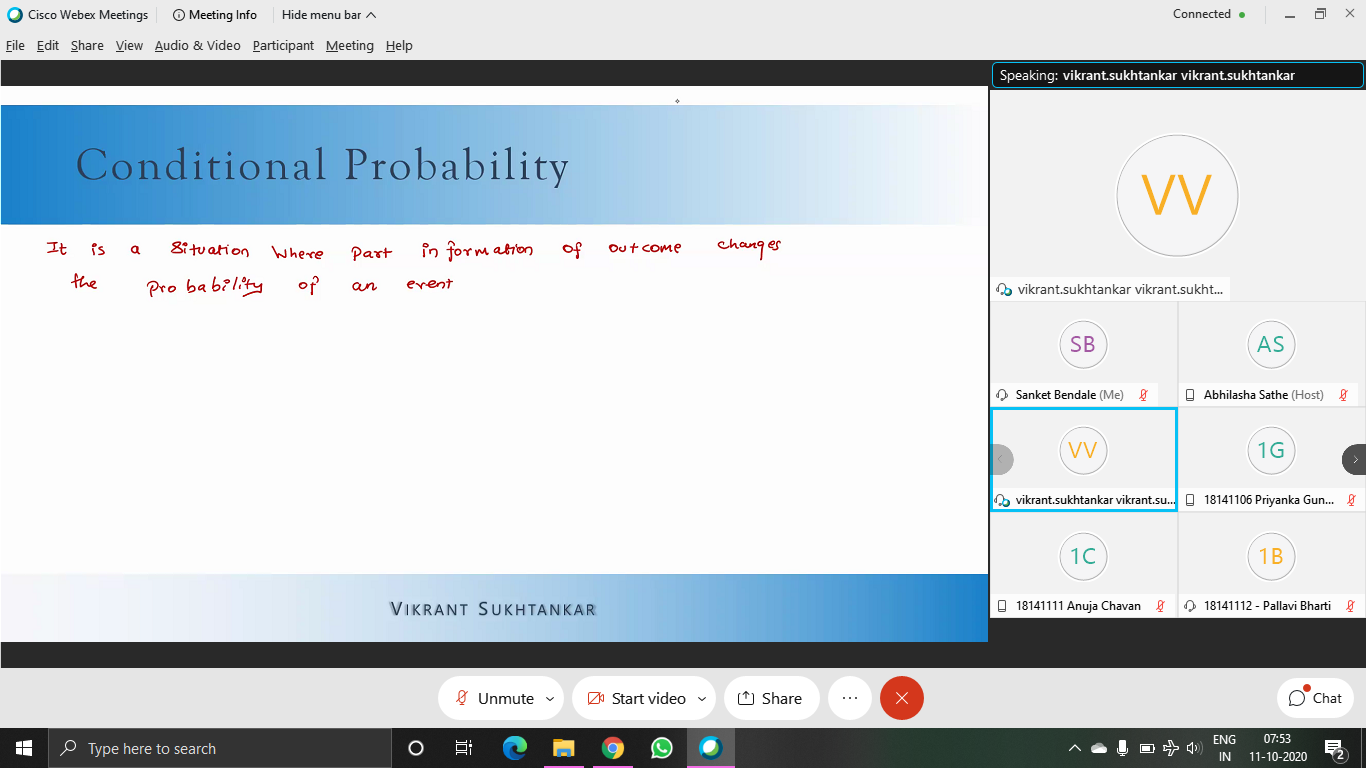 Cisco Webex Meetings Meeting Info Hide menu bar Connected
File Edit Share View Audio & Video Participant Meeting Help
Speaking: vikrant.sukhtankar vikrant.sukhtankar
Conditional Probability
It is a Situation Where Part information of outcome changes
the Probability of an event
VIKRANT SUKHTANKAR
VV
vikrant.sukhtankar vikrant.sukht...
SB AS
Sanket Bendale (Me) Abhilasha Sathe (Host)
VV 1G
vikrant.sukhtankar vikrant.su... 18141106 Priyanka Gun...
1C 1B
18141111 Anuja Chavan 18141112 - Pallavi Bharti
Unmute Start video Share Chat
Type here to search ENG 07:53
IN 11-10-2020 2